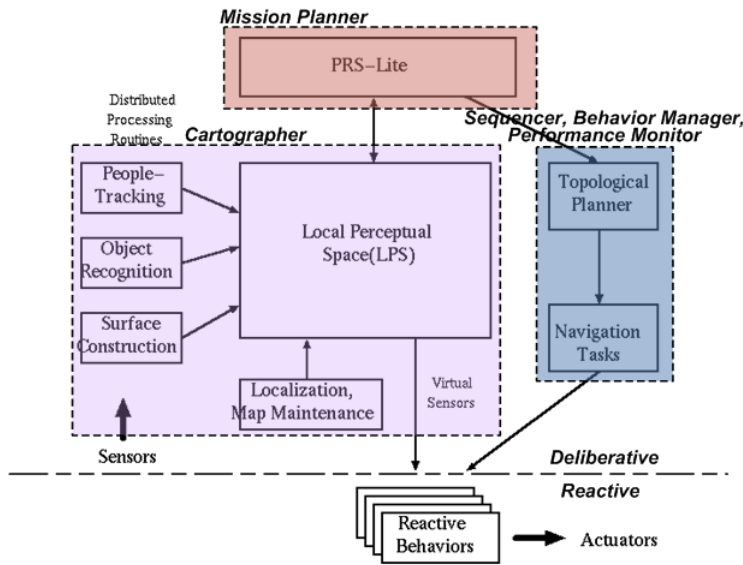 Mission Planner
PRS-Lite
Distributed
Processing
Routines
Cartographer
Sequencer, Behavior Manager,
Performance Monitor
People-
Tracking
Object
Recognition
Surface
Construction
Local Perceptual
Space(LPS)
Localization,
Map Maintenance
Virtual
Sensors
Topological
Planner
Navigation
Tasks
Sensors
Deliberative
Reactive
Reactive
Behaviors
Actuators